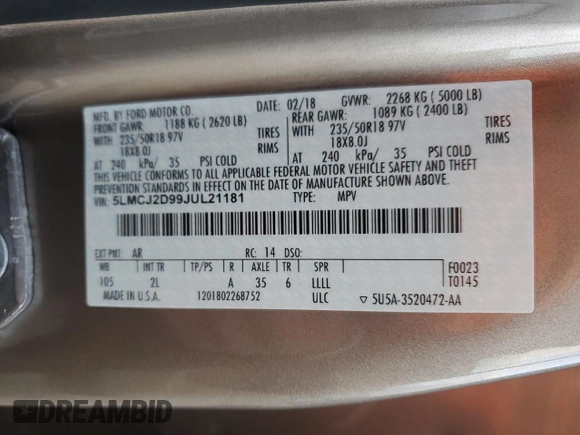 MFD. BY FORD MOTOR CO.
DATE: 02/18 GVWR: 2268 KG ( 5000 LB)
FRONT GAWR: 1188 KG ( 2620 LB) REAR GAWR: 1089 KG ( 2400 LB)
WITH 235/50R18 97V TIRES WITH 235/50R18 97V TIRES
18X8.0J RIMS 18X8.0J RIMS
AT 240 kPa/ 35 PSI COLD AT 240 kPa/ 35 PSI COLD
THIS VEHICLE CONFORMS TO ALL APPLICABLE FEDERAL MOTOR VEHICLE SAFETY AND THEFT
PREVENTION STANDARDS IN EFFECT ON THE DATE OF MANUFACTURE SHOWN ABOVE.
VIN: 5LMCJ2D99JUL21181 TYPE: MPV
EXT PNT: AR RC: 14 DSO:
WB INT TR TP/PS R AXLE TR SPR F0023
105 2L A 35 6 LLLL T0145
MADE IN U.S.A. 1201802268752 ULC ▽ 5U5A-3520472-AA
DREAMBID